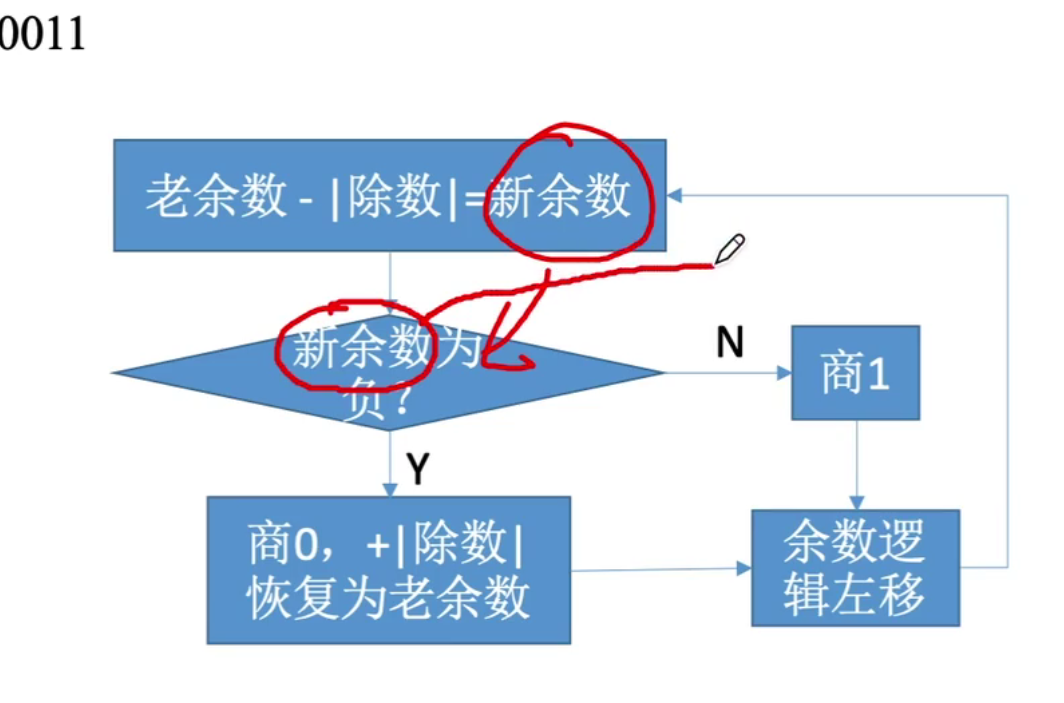 0011
老余数 - |除数|=新余数
新余数为
负？
N
商1
Y
商0，+|除数|
恢复为老余数
余数逻
辑左移